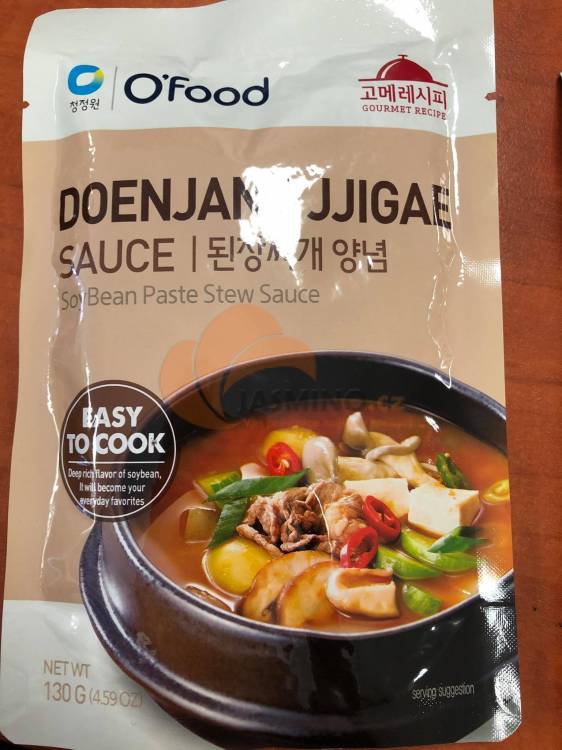 청정원
O'Food
고메레시피
GOURMET RECIPE
DOENJANG JJIGAE
SAUCE | 된장찌개 양념
SoyBean Paste Stew Sauce
JASMINO.cz
EASY
TO COOK
Deep rich flavor of soybean,
It will become your
everyday favorites
NET WT
130 G (4.59 OZ)
serving suggestion